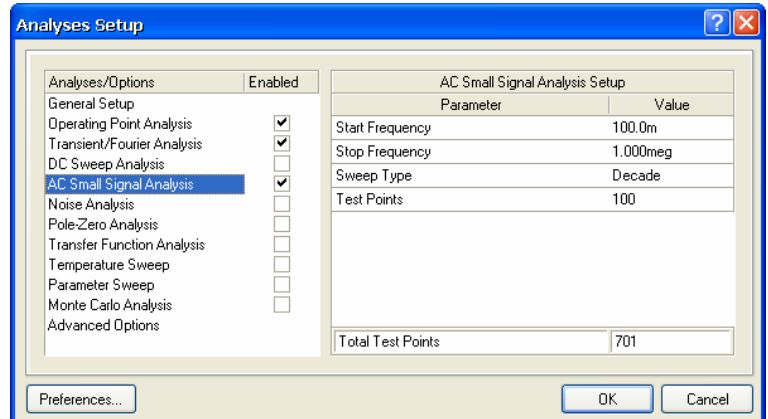 Analyses Setup
Analyses/Options Enabled
General Setup
Operating Point Analysis
Transient/Fourier Analysis
DC Sweep Analysis
AC Small Signal Analysis
Noise Analysis
Pole-Zero Analysis
Transfer Function Analysis
Temperature Sweep
Parameter Sweep
Monte Carlo Analysis
Advanced Options
AC Small Signal Analysis Setup
Parameter Value
Start Frequency 100.0m
Stop Frequency 1.000meg
Sweep Type Decade
Test Points 100
Total Test Points 701
Preferences... OK Cancel